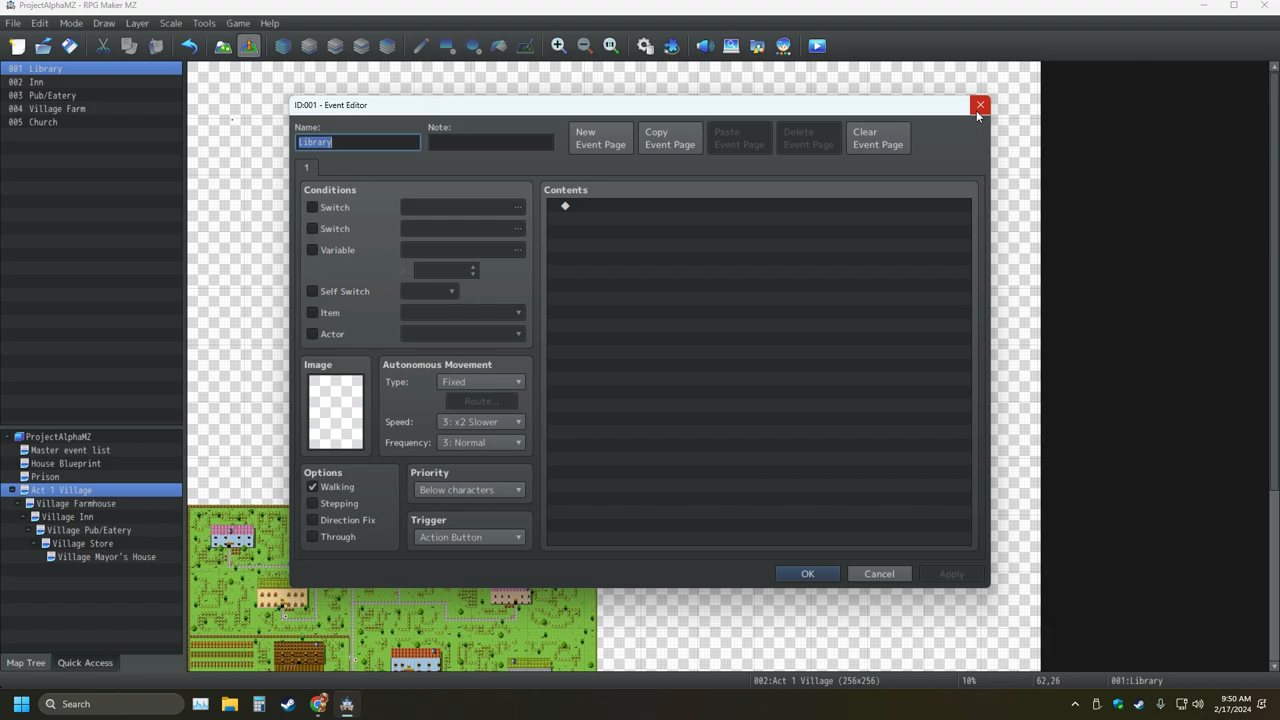 ProjectAlphaMZ - RPG Maker MZ
File Edit Mode Draw Layer Scale Tools Game Help
001 Library
002 Inn
003 Pub/Eatery
004 Village Farm
005 Church
ID:001 - Event Editor
Name: Note:
Library
New Event Page
Copy Event Page
Paste Event Page
Delete Event Page
Clear Event Page
1
Conditions
Switch ...
Switch ...
Variable ...
Self Switch
Item
Actor
Image
Autonomous Movement
Type: Fixed
Route...
Speed: 3: x2 Slower
Frequency: 3: Normal
Options
Walking
Stepping
Direction Fix
Through
Priority
Below characters
Trigger
Action Button
Contents
OK Cancel Apply
ProjectAlphaMZ
Master event list
House Blueprint
Prison
Act 1 Village
Village Farmhouse
Village Inn
Village Pub/Eatery
Village Store
Village Mayor's House
Map Tree Quick Access
002:Act 1 Village (256x256) 10% 62,26 001:Library
Search
9:50 AM
2/17/2024